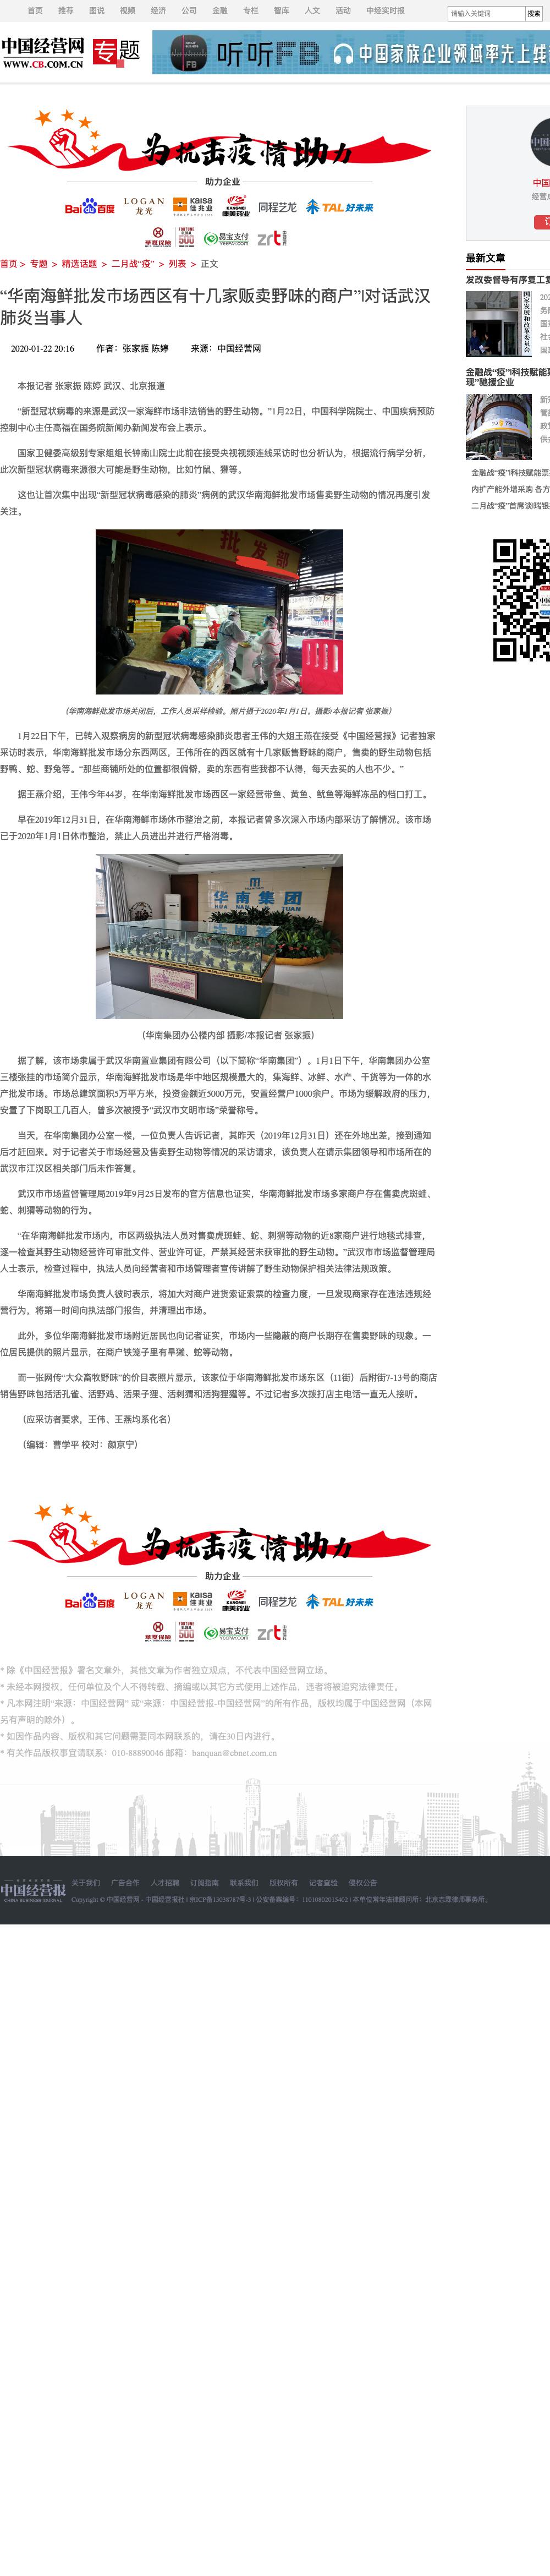 首页 推荐 图说 视频 经济 公司 金融 专栏 智库 人文 活动 中经实时报
请输入关键词 搜索
中国经营网 专题
WWW.CB.COM.CN
听听FB 中国家族企业领域率先上线
为抗击疫情助力
助力企业
Bai 百度 LOGAN 龙光 KAISA 佳兆业 KANGMEI 康美药业 同程艺龙 TAL 好未来
华夏保险 FORTUNE GLOBAL 500 易宝支付 YEEPAY.COM zrt
首页 > 专题 > 精选话题 > 二月战“疫” > 列表 > 正文
“华南海鲜批发市场西区有十几家贩卖野味的商户”|对话武汉
肺炎当事人
2020-01-22 20:16 作者：张家振 陈婷 来源：中国经营网
本报记者 张家振 陈婷 武汉、北京报道
“新型冠状病毒的来源是武汉一家海鲜市场非法销售的野生动物。”1月22日，中国科学院院士、中国疾病预防
控制中心主任高福在国务院新闻办新闻发布会上表示。
国家卫健委高级别专家组组长钟南山院士此前在接受央视视频连线采访时也分析认为，根据流行病学分析，
此次新型冠状病毒来源很大可能是野生动物，比如竹鼠、獾等。
这也让首次集中出现“新型冠状病毒感染的肺炎”病例的武汉华南海鲜批发市场售卖野生动物的情况再度引发
关注。
批发部
（华南海鲜批发市场关闭后，工作人员采样检验。照片摄于2020年1月1日。摄影/本报记者 张家振）
1月22日下午，已转入观察病房的新型冠状病毒感染肺炎患者王伟的大姐王燕在接受《中国经营报》记者独家
采访时表示，华南海鲜批发市场分东西两区，王伟所在的西区就有十几家贩售野味的商户，售卖的野生动物包括
野鸭、蛇、野兔等。“那些商铺所处的位置都很偏僻，卖的东西有些我都不认得，每天去买的人也不少。”
据王燕介绍，王伟今年44岁，在华南海鲜批发市场西区一家经营带鱼、黄鱼、鱿鱼等海鲜冻品的档口打工。
早在2019年12月31日，在华南海鲜市场休市整治之前，本报记者曾多次深入市场内部采访了解情况。该市场
已于2020年1月1日休市整治，禁止人员进出并进行严格消毒。
华南集团
HUA NAN JI TUAN
（华南集团办公楼内部 摄影/本报记者 张家振）
据了解，该市场隶属于武汉华南置业集团有限公司（以下简称“华南集团”）。1月1日下午，华南集团办公室
三楼张挂的市场简介显示，华南海鲜批发市场是华中地区规模最大的，集海鲜、冰鲜、水产、干货等为一体的水
产批发市场。市场总建筑面积5万平方米，投资金额近5000万元，安置经营户1000余户。市场为缓解政府的压力，
安置了下岗职工几百人，曾多次被授予“武汉市文明市场”荣誉称号。
当天，在华南集团办公室一楼，一位负责人告诉记者，其昨天（2019年12月31日）还在外地出差，接到通知
后才赶回来。对于记者关于市场经营及售卖野生动物等情况的采访请求，该负责人在请示集团领导和市场所在的
武汉市江汉区相关部门后未作答复。
武汉市市场监督管理局2019年9月25日发布的官方信息也证实，华南海鲜批发市场多家商户存在售卖虎斑蛙、
蛇、刺猬等动物的行为。
“在华南海鲜批发市场内，市区两级执法人员对售卖虎斑蛙、蛇、刺猬等动物的近8家商户进行地毯式排查，
逐一检查其野生动物经营许可审批文件、营业许可证，严禁其经营未获审批的野生动物。”武汉市市场监督管理局
人士表示，检查过程中，执法人员向经营者和市场管理者宣传讲解了野生动物保护相关法律法规政策。
华南海鲜批发市场负责人彼时表示，将加大对商户进货索证索票的检查力度，一旦发现商家存在违法违规经
营行为，将第一时间向执法部门报告，并清理出市场。
此外，多位华南海鲜批发市场附近居民也向记者证实，市场内一些隐蔽的商户长期存在售卖野味的现象。一
位居民提供的照片显示，在商户铁笼子里有旱獭、蛇等动物。
而一张网传“大众畜牧野味”的价目表照片显示，该家位于华南海鲜批发市场东区（11街）后附街7-13号的商店
销售野味包括活孔雀、活野鸡、活果子狸、活刺猬和活狗狸獾等。不过记者多次拨打店主电话一直无人接听。
（应采访者要求，王伟、王燕均系化名）
（编辑：曹学平 校对：颜京宁）
为抗击疫情助力
助力企业
Bai 百度 LOGAN 龙光 KAISA 佳兆业 KANGMEI 康美药业 同程艺龙 TAL 好未来
华夏保险 FORTUNE GLOBAL 500 易宝支付 YEEPAY.COM zrt
* 除《中国经营报》署名文章外，其他文章为作者独立观点，不代表中国经营网立场。
* 未经本网授权，任何单位及个人不得转载、摘编或以其它方式使用上述作品，违者将被追究法律责任。
* 凡本网注明“来源：中国经营网” 或“来源：中国经营报-中国经营网”的所有作品，版权均属于中国经营网（本网
另有声明的除外）。
* 如因作品内容、版权和其它问题需要同本网联系的，请在30日内进行。
* 有关作品版权事宜请联系：010-88890046 邮箱：banquan@cbnet.com.cn
中国
经营
订
最新文章
发改委督导有序复工复
国家发展和改革委员会
202
务院
国家
社会
国家
金融战“疫”|科技赋能
现”驰援企业
新
管
政
供
金融战“疫”|科技赋能票
内扩产能外增采购 各方
二月战“疫”首席谈|瑞银
中国经营报
CHINA BUSINESS JOURNAL
关于我们 广告合作 人才招聘 订阅指南 联系我们 版权所有 记者查验 侵权公告
Copyright © 中国经营网 - 中国经营报社 | 京ICP备13038787号-3 | 公安备案编号：11010802015402 | 本单位常年法律顾问所：北京志霖律师事务所。